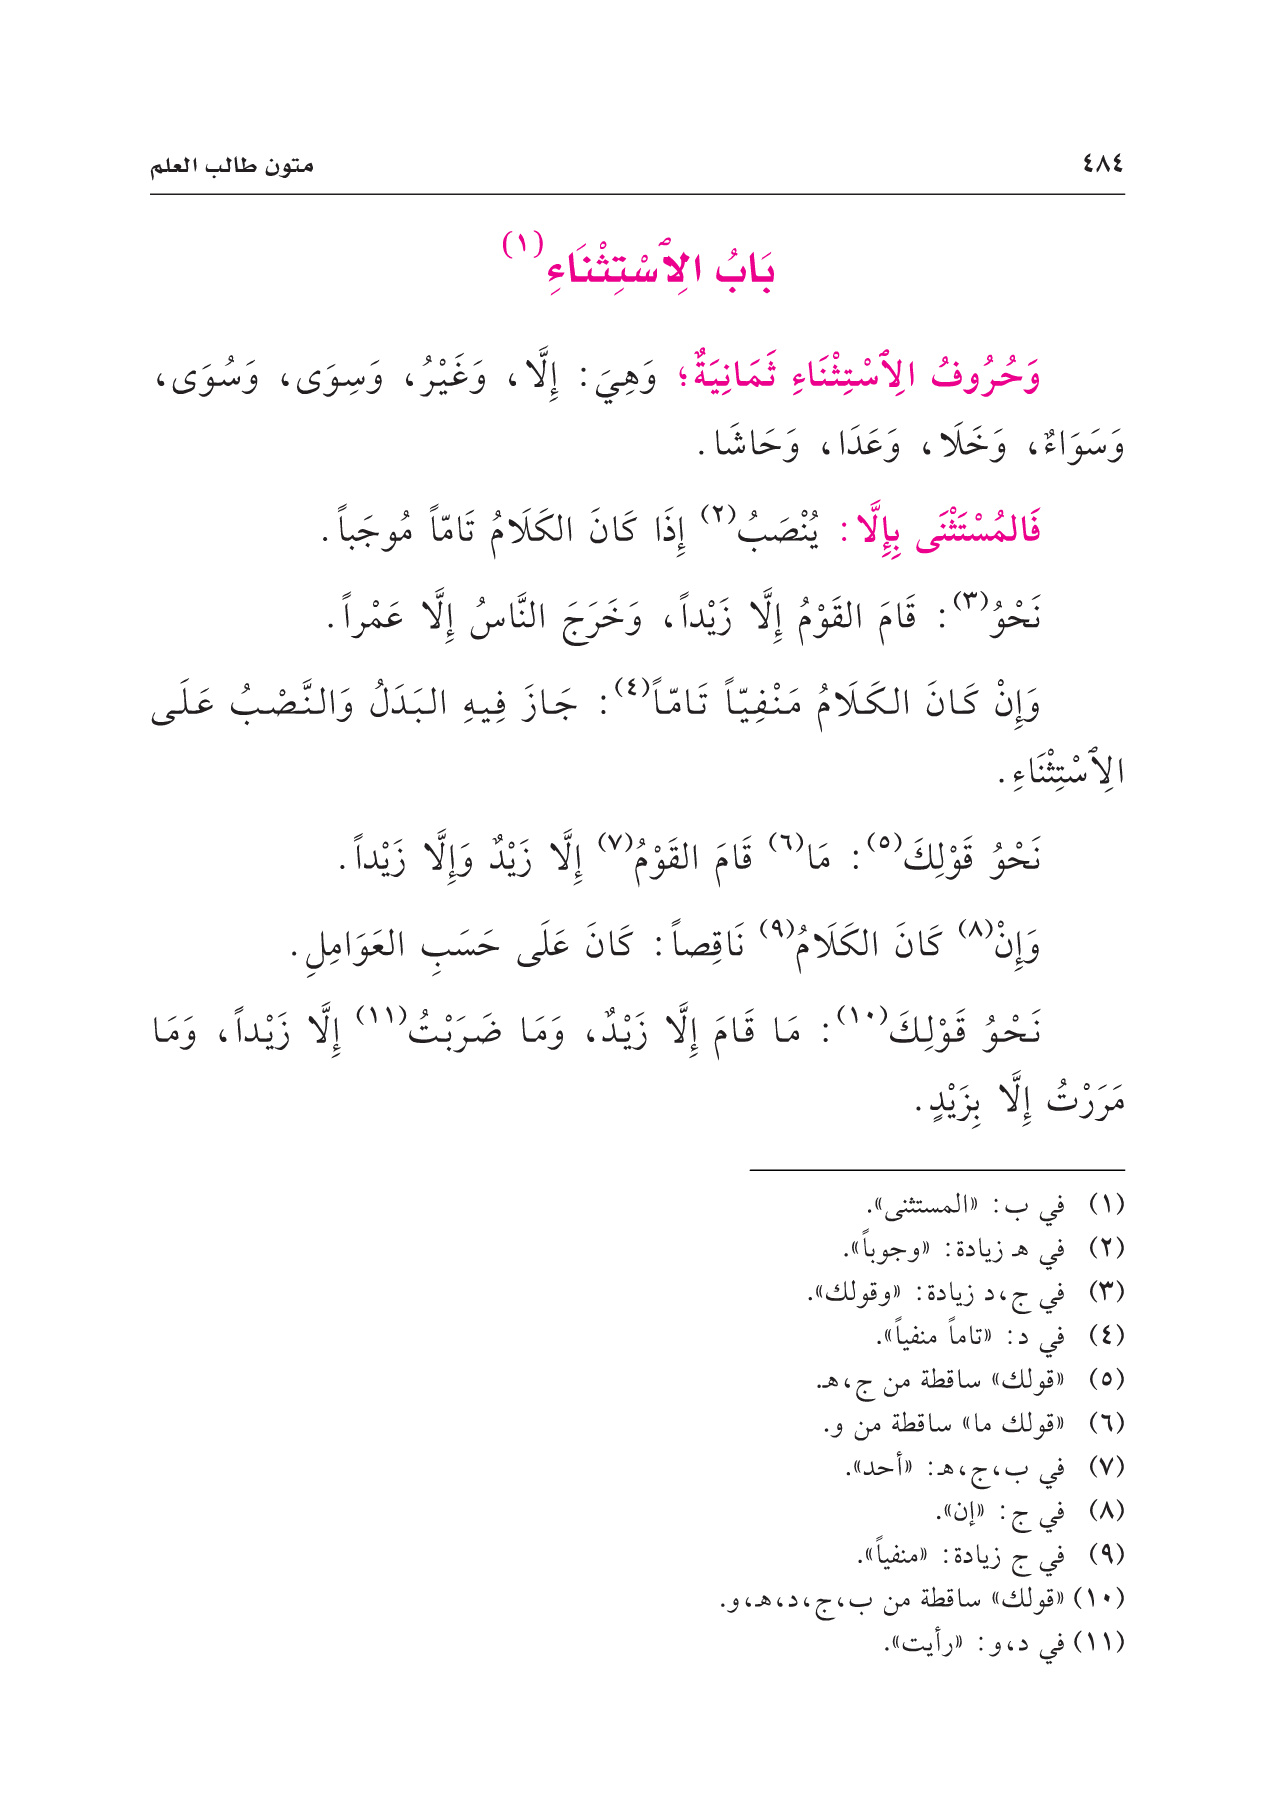 ٤٨٤ متون طالب العلم
بَابُ الِٱسْتِثْنَاءِ(١)
وَحُرُوفُ الِٱسْتِثْنَاءِ ثَمَانِيَةٌ؛ وَهِيَ: إِلَّا، وَغَيْرُ، وَسِوَى، وَسُوَى،
وَسَوَاءٌ، وَخَلَا، وَعَدَا، وَحَاشَا.
فَالمُسْتَثْنَى بِإِلَّا: يُنْصَبُ(٢) إِذَا كَانَ الكَلَامُ تَامّاً مُوجَباً.
نَحْوُ(٣): قَامَ القَوْمُ إِلَّا زَيْداً، وَخَرَجَ النَّاسُ إِلَّا عَمْراً.
وَإِنْ كَانَ الكَلَامُ مَنْفِيّاً تَامّاً(٤): جَازَ فِيهِ البَدَلُ وَالنَّصْبُ عَلَى
الِٱسْتِثْنَاءِ.
نَحْوُ قَوْلِكَ(٥): مَا(٦) قَامَ القَوْمُ(٧) إِلَّا زَيْدٌ وَإِلَّا زَيْداً.
وَإِنْ(٨) كَانَ الكَلَامُ(٩) نَاقِصاً: كَانَ عَلَى حَسَبِ العَوَامِلِ.
نَحْوُ قَوْلِكَ(١٠): مَا قَامَ إِلَّا زَيْدٌ، وَمَا ضَرَبْتُ(١١) إِلَّا زَيْداً، وَمَا
مَرَرْتُ إِلَّا بِزَيْدٍ.
(١) في ب: «المستثنى».
(٢) في هـ زيادة: «وجوباً».
(٣) في ج،د زيادة: «وقولك».
(٤) في د: «تاماً منفياً».
(٥) «قولك» ساقطة من ج،هـ.
(٦) «قولك ما» ساقطة من و.
(٧) في ب،ج،هـ: «أحد».
(٨) في ج: «إن».
(٩) في ج زيادة: «منفياً».
(١٠) «قولك» ساقطة من ب،ج،د،هـ،و.
(١١) في د،و: «رأيت».